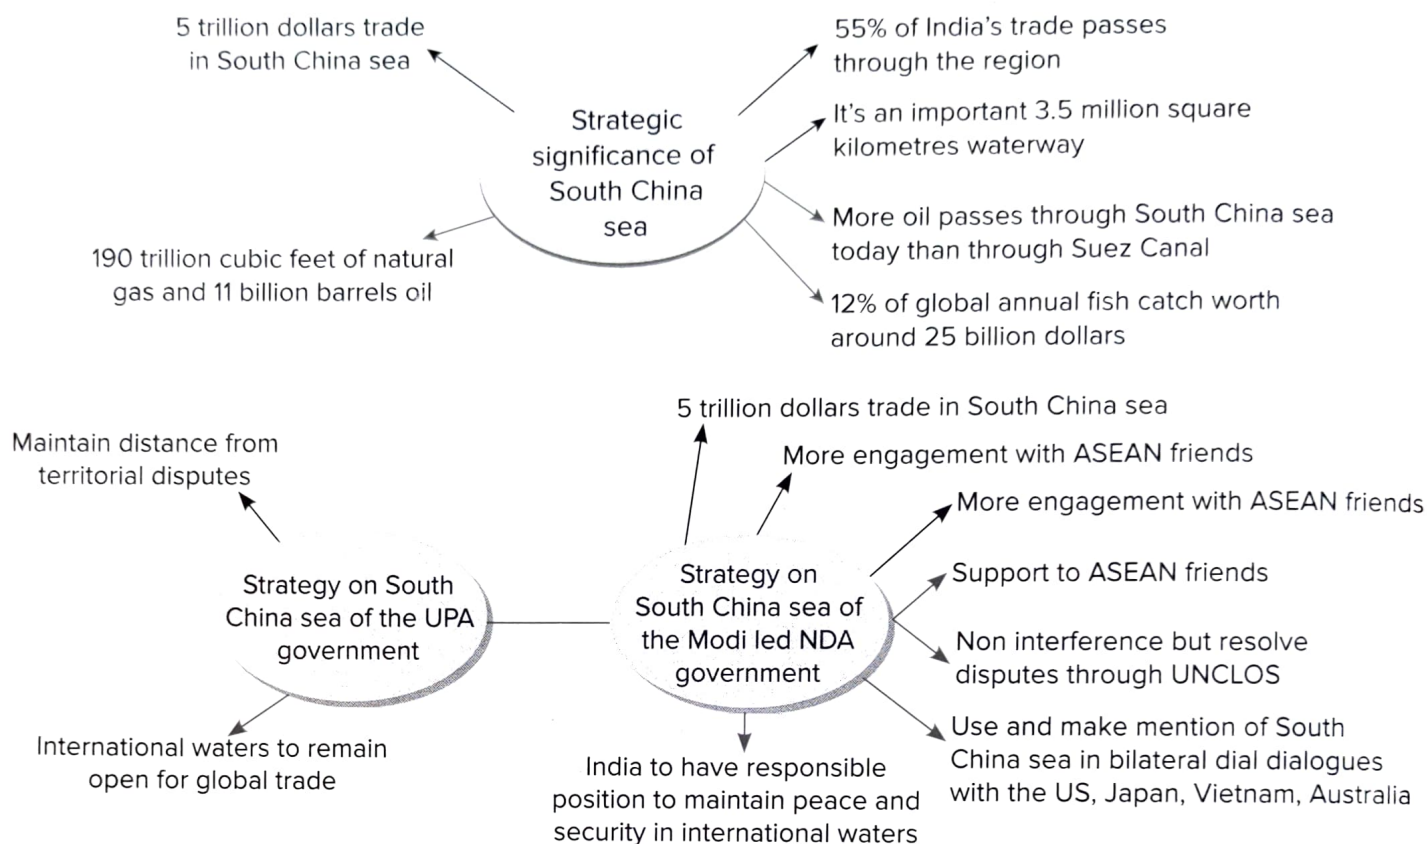 5 trillion dollars trade
in South China sea
55% of India's trade passes
through the region
Strategic
significance of
South China
sea
It's an important 3.5 million square
kilometres waterway
More oil passes through South China sea
today than through Suez Canal
190 trillion cubic feet of natural
gas and 11 billion barrels oil
12% of global annual fish catch worth
around 25 billion dollars
5 trillion dollars trade in South China sea
Maintain distance from
territorial disputes
More engagement with ASEAN friends
More engagement with ASEAN friends
Strategy on South
China sea of the UPA
government
Strategy on
South China sea of
the Modi led NDA
government
Support to ASEAN friends
Non interference but resolve
disputes through UNCLOS
Use and make mention of South
China sea in bilateral dial dialogues
with the US, Japan, Vietnam, Australia
International waters to remain
open for global trade
India to have responsible
position to maintain peace and
security in international waters